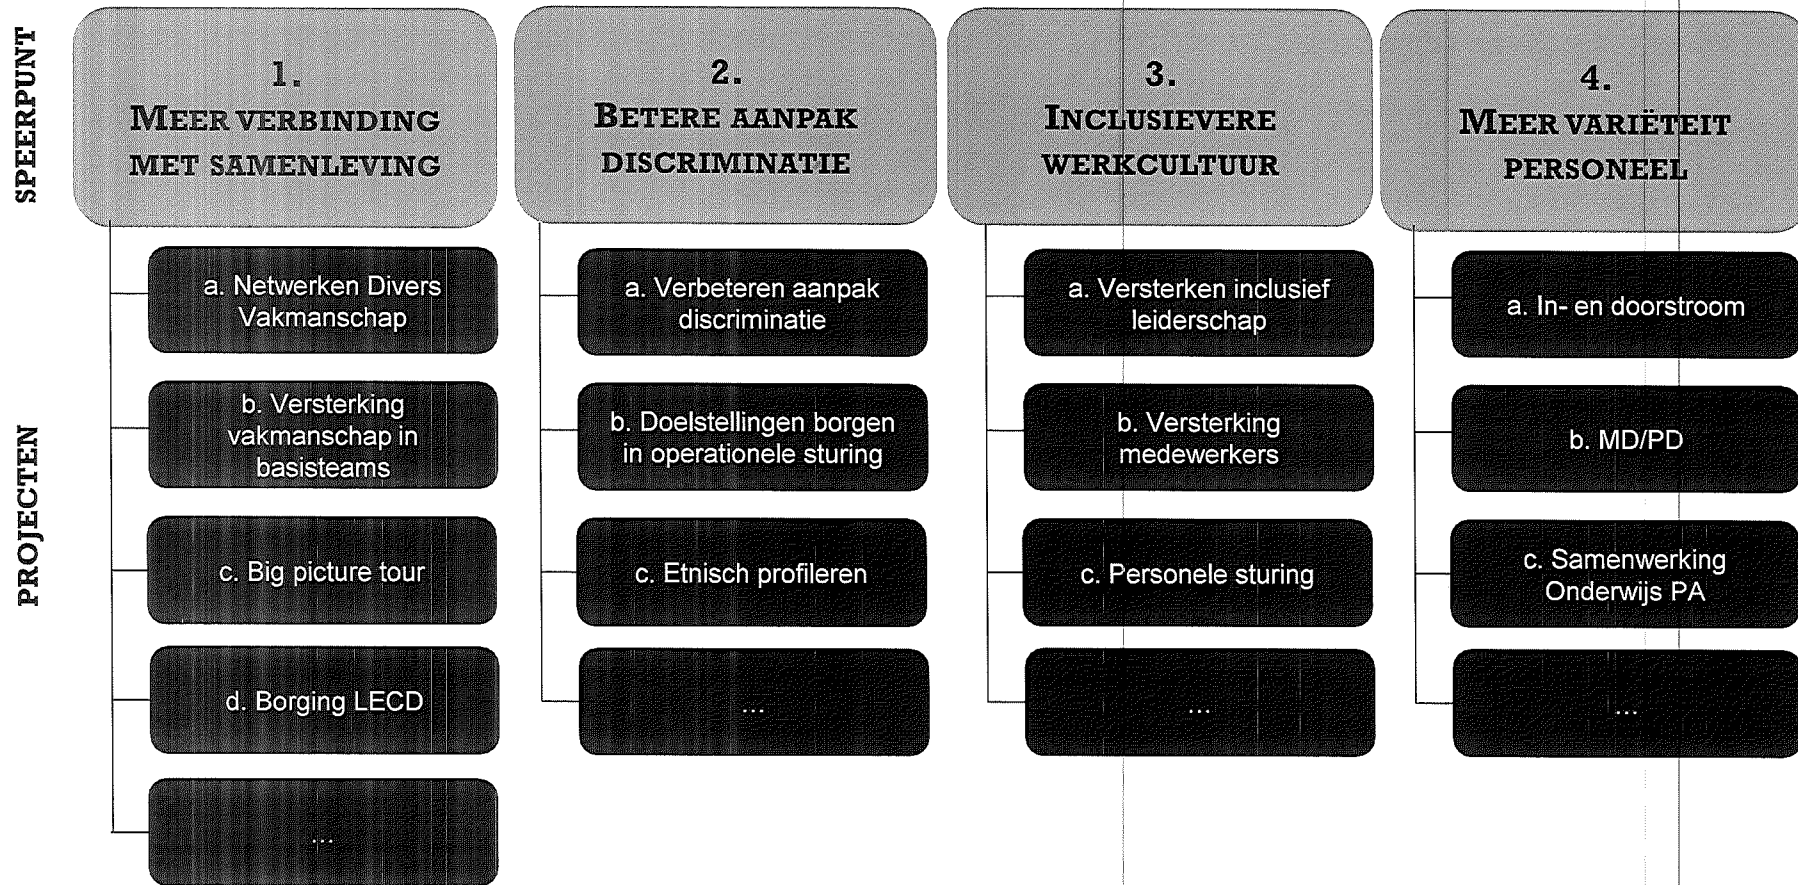 SPEERPUNT
1.
MEER VERBINDING
MET SAMENLEVING
2.
BETERE AANPAK
DISCRIMINATIE
3.
INCLUSIEVERE
WERKCULTUUR
4.
MEER VARIËTEIT
PERSONEEL
PROJECTEN
a. Netwerken Divers
Vakmanschap
b. Versterking
vakmanschap in
basisteams
c. Big picture tour
d. Borging LECD
...
a. Verbeteren aanpak
discriminatie
b. Doelstellingen borgen
in operationele sturing
c. Etnisch profileren
...
a. Versterken inclusief
leiderschap
b. Versterking
medewerkers
c. Personele sturing
...
a. In- en doorstroom
b. MD/PD
c. Samenwerking
Onderwijs PA
...